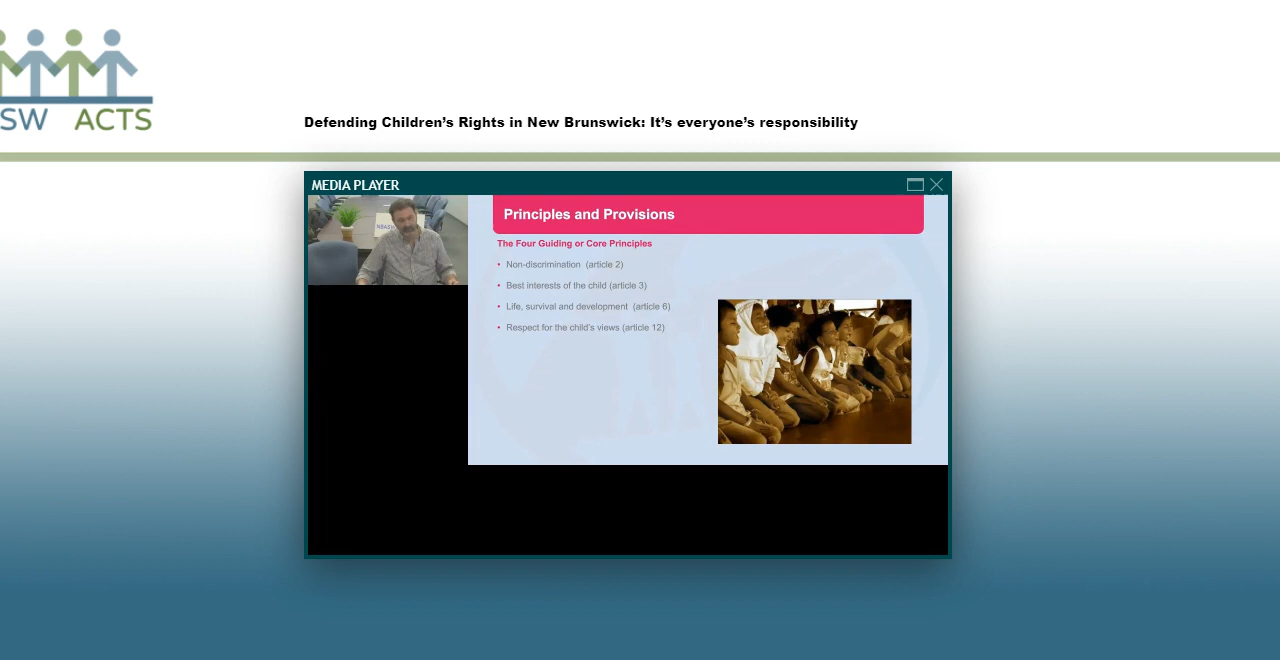 SW ACTS
Defending Children’s Rights in New Brunswick: It’s everyone’s responsibility
MEDIA PLAYER
NBASW
Principles and Provisions
The Four Guiding or Core Principles
• Non-discrimination (article 2)
• Best interests of the child (article 3)
• Life, survival and development (article 6)
• Respect for the child's views (article 12)